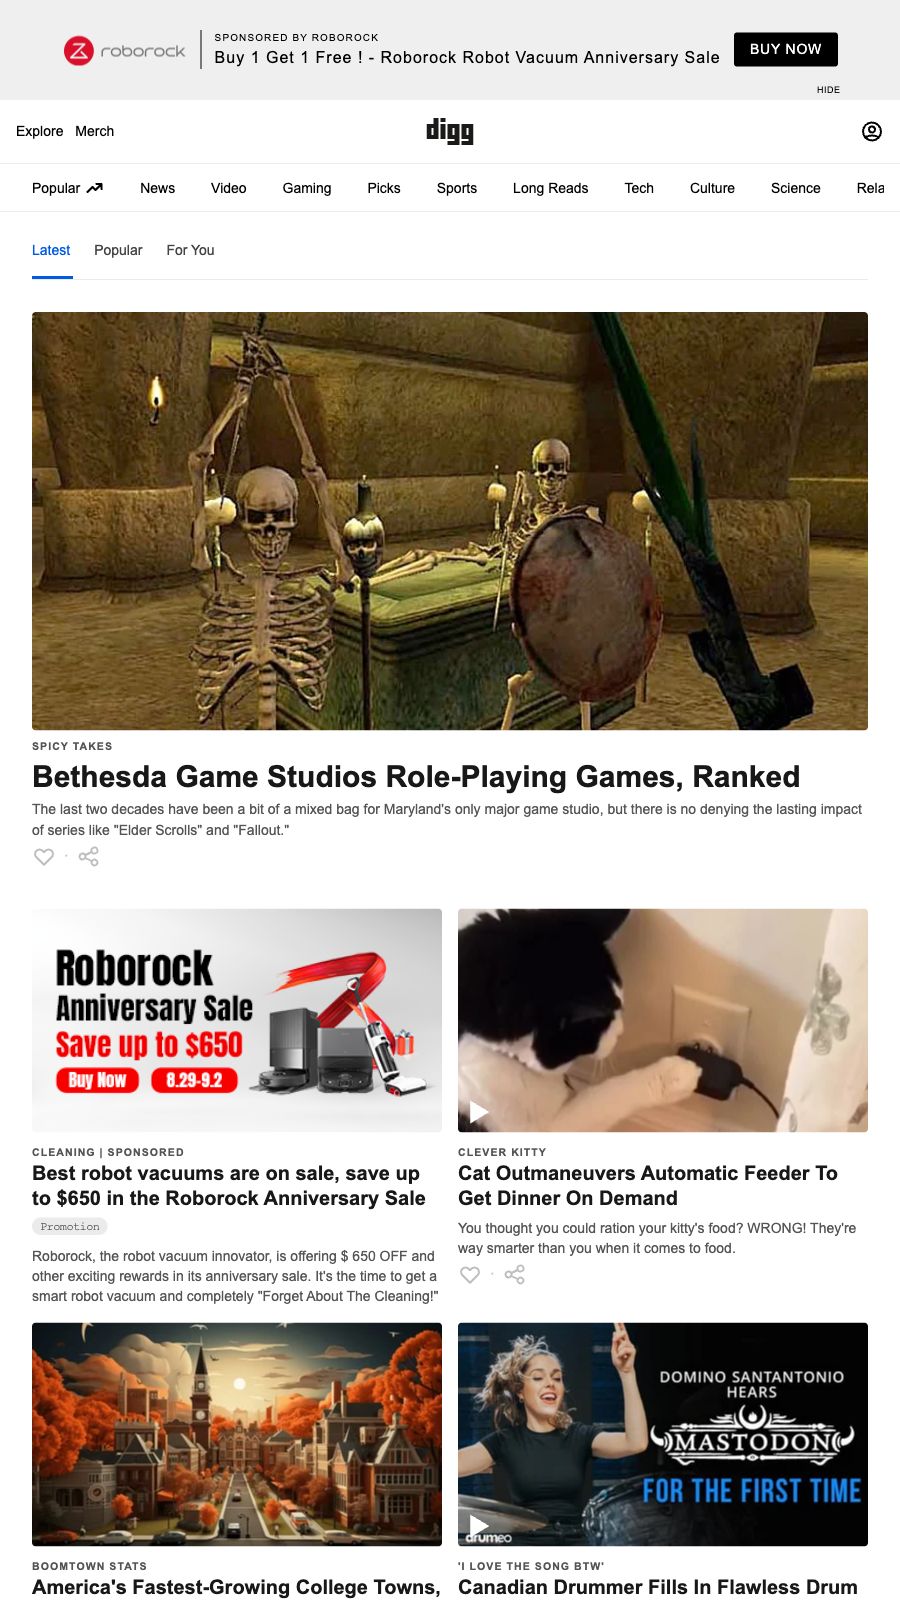 roborock
SPONSORED BY ROBOROCK
Buy 1 Get 1 Free ! - Roborock Robot Vacuum Anniversary Sale
BUY NOW
HIDE
Explore Merch
digg
Popular News Video Gaming Picks Sports Long Reads Tech Culture Science Rela
Latest Popular For You
SPICY TAKES
Bethesda Game Studios Role-Playing Games, Ranked
The last two decades have been a bit of a mixed bag for Maryland's only major game studio, but there is no denying the lasting impact
of series like "Elder Scrolls" and "Fallout."
Roborock
Anniversary Sale
Save up to $650
Buy Now 8.29-9.2
CLEANING | SPONSORED
Best robot vacuums are on sale, save up
to $650 in the Roborock Anniversary Sale
Promotion
Roborock, the robot vacuum innovator, is offering $ 650 OFF and
other exciting rewards in its anniversary sale. It's the time to get a
smart robot vacuum and completely "Forget About The Cleaning!"
CLEVER KITTY
Cat Outmaneuvers Automatic Feeder To
Get Dinner On Demand
You thought you could ration your kitty's food? WRONG! They're
way smarter than you when it comes to food.
BOOMTOWN STATS
America's Fastest-Growing College Towns,
DOMINO SANTANTONIO
HEARS
MASTODON
FOR THE FIRST TIME
drumeo
'I LOVE THE SONG BTW'
Canadian Drummer Fills In Flawless Drum